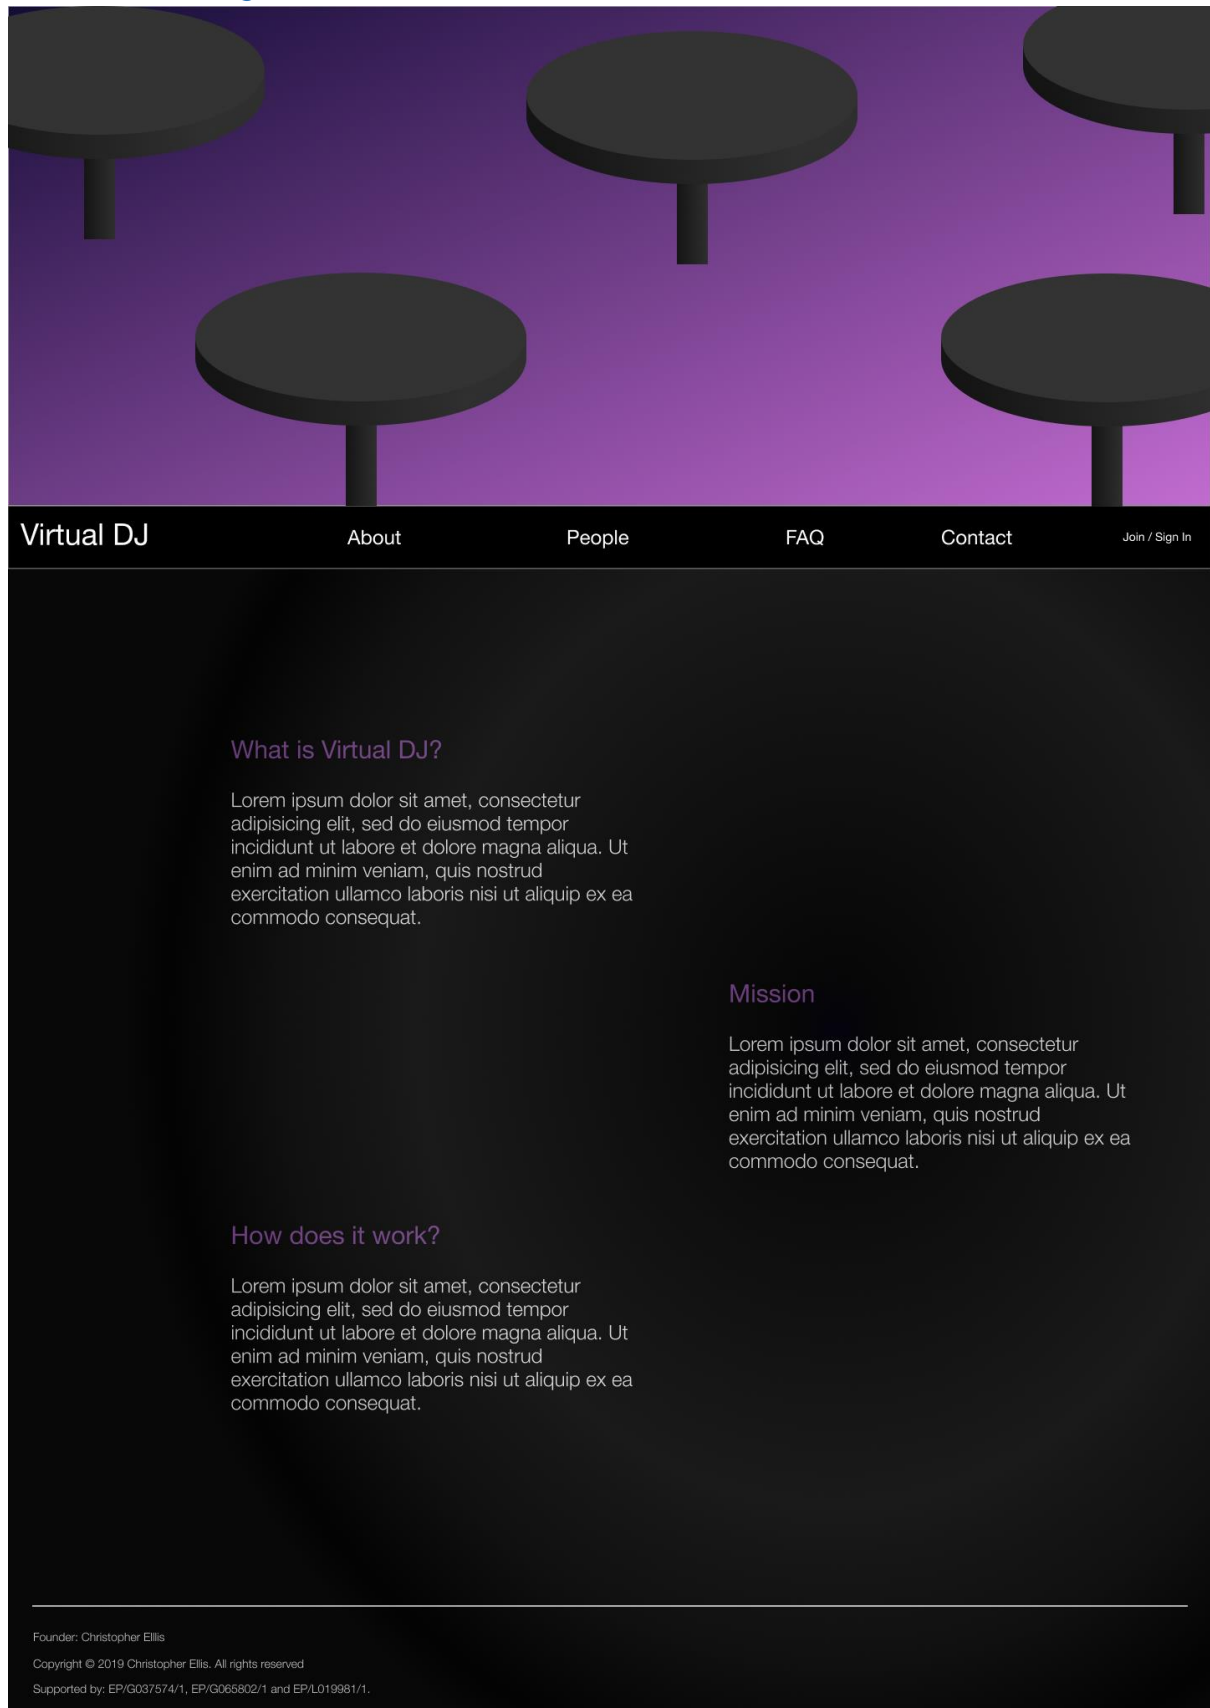 Virtual DJ
About
People
FAQ
Contact
Join / Sign In
What is Virtual DJ?
Lorem ipsum dolor sit amet, consectetur
adipisicing elit, sed do eiusmod tempor
incididunt ut labore et dolore magna aliqua. Ut
enim ad minim veniam, quis nostrud
exercitation ullamco laboris nisi ut aliquip ex ea
commodo consequat.
Mission
Lorem ipsum dolor sit amet, consectetur
adipisicing elit, sed do eiusmod tempor
incididunt ut labore et dolore magna aliqua. Ut
enim ad minim veniam, quis nostrud
exercitation ullamco laboris nisi ut aliquip ex ea
commodo consequat.
How does it work?
Lorem ipsum dolor sit amet, consectetur
adipisicing elit, sed do eiusmod tempor
incididunt ut labore et dolore magna aliqua. Ut
enim ad minim veniam, quis nostrud
exercitation ullamco laboris nisi ut aliquip ex ea
commodo consequat.
Founder: Christopher Elllis
Copyright © 2019 Christopher Ellis. All rights reserved
Supported by: EP/G037574/1, EP/G065802/1 and EP/L019981/1.